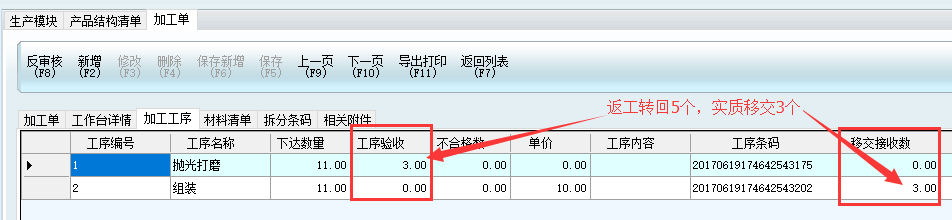 生产模块 产品结构清单 加工单
反审核 新增 修改 删除 保存新增 保存 上一页 下一页 导出打印 返回列表
(F8) (F2) (F3) (F4) (F6) (F5) (F9) (F10) (F11) (F7)
返工转回5个，实质移交3个
加工单 工作台详情 加工工序 材料清单 拆分条码 相关附件
工序编号 工序名称 下达数量 工序验收 不合格数 单价 工序内容 工序条码 移交接收数
1 抛光打磨 11.00 3.00 0.00 0.00 20170619174642543175 0.00
2 组装 11.00 0.00 0.00 10.00 20170619174642543202 3.00